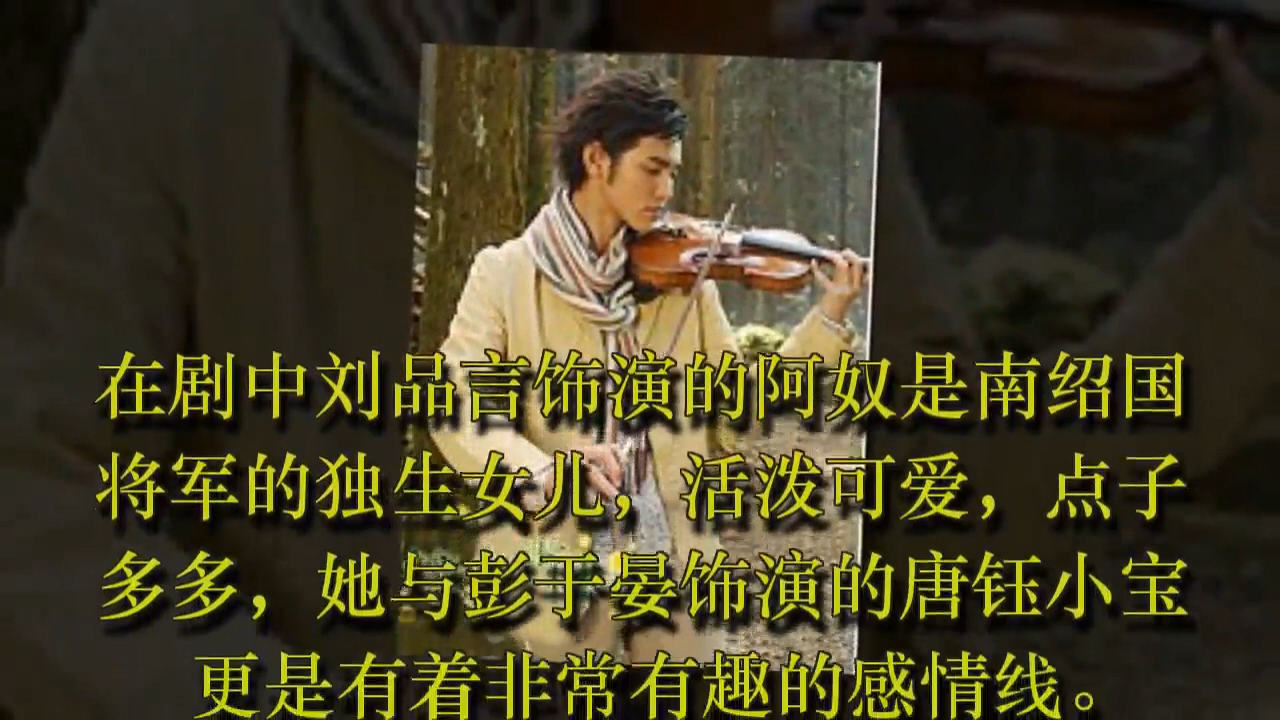 在剧中刘品言饰演的阿奴是南绍国
将军的独生女儿，活泼可爱，点子
多多，她与彭于晏饰演的唐钰小宝
更是有着非常有趣的感情线。